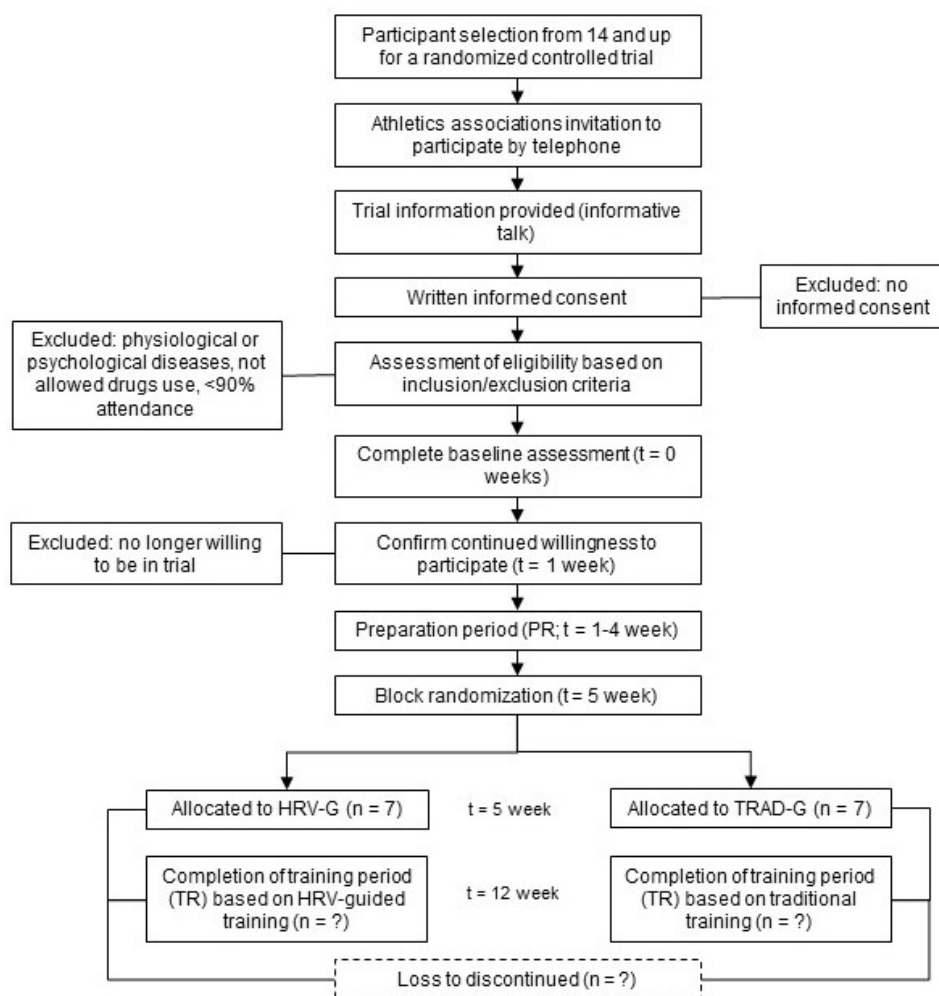 Participant selection from 14 and up
for a randomized controlled trial
Athletics associations invitation to
participate by telephone
Trial information provided (informative
talk)
Written informed consent
Excluded: no
informed consent
Excluded: physiological or
psychological diseases, not
allowed drugs use, <90%
attendance
Assessment of eligibility based on
inclusion/exclusion criteria
Complete baseline assessment (t = 0
weeks)
Excluded: no longer willing
to be in trial
Confirm continued willingness to
participate (t = 1 week)
Preparation period (PR; t = 1-4 week)
Block randomization (t = 5 week)
Allocated to HRV-G (n = 7)
t = 5 week
Allocated to TRAD-G (n = 7)
Completion of training period
(TR) based on HRV-guided
training (n = ?)
t = 12 week
Completion of training period
(TR) based on traditional
training (n = ?)
Loss to discontinued (n = ?)